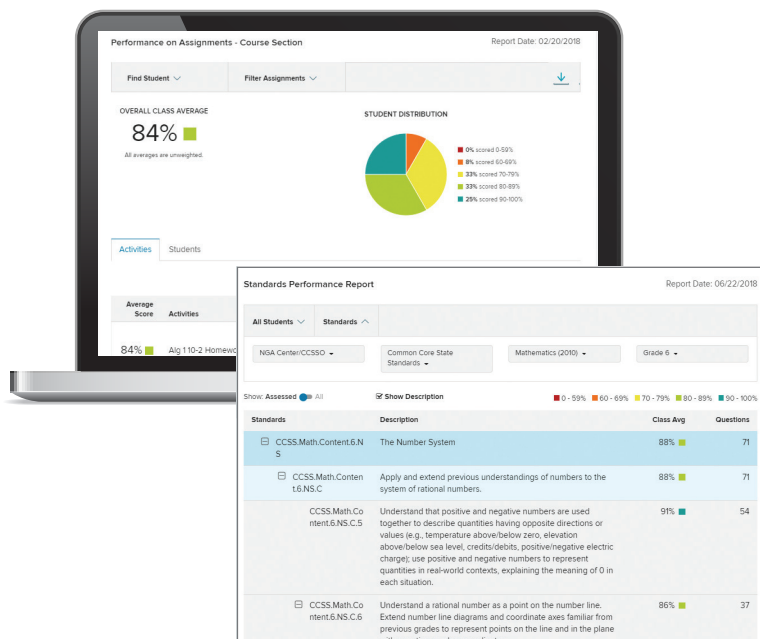 Performance on Assignments - Course Section
Report Date: 02/20/2018
Find Student
Filter Assignments
OVERALL CLASS AVERAGE
84%
All averages are unweighted.
STUDENT DISTRIBUTION
0% scored 0-59%
8% scored 60-69%
33% scored 70-79%
33% scored 80-89%
25% scored 90-100%
Activities Students
Average
Score Activities
84% Alg 1 10-2 Homewo
Standards Performance Report
Report Date: 06/22/2018
All Students Standards
NGA Center/CCSSO
Common Core State
Standards
Mathematics (2010)
Grade 6
Show: Assessed All
Show Description
0 - 59% 60 - 69% 70 - 79% 80 - 89% 90 - 100%
Standards Description Class Avg Questions
CCSS.Math.Content.6.N
S
The Number System
88% 71
CCSS.Math.Conten
t.6.NS.C
Apply and extend previous understandings of numbers to the
system of rational numbers.
88% 71
CCSS.Math.Co
ntent.6.NS.C.5
Understand that positive and negative numbers are used
together to describe quantities having opposite directions or
values (e.g., temperature above/below zero, elevation
above/below sea level, credits/debits, positive/negative electric
charge); use positive and negative numbers to represent
quantities in real-world contexts, explaining the meaning of 0 in
each situation.
91% 54
CCSS.Math.Co
ntent.6.NS.C.6
Understand a rational number as a point on the number line.
Extend number line diagrams and coordinate axes familiar from
previous grades to represent points on the line and in the plane
86% 37